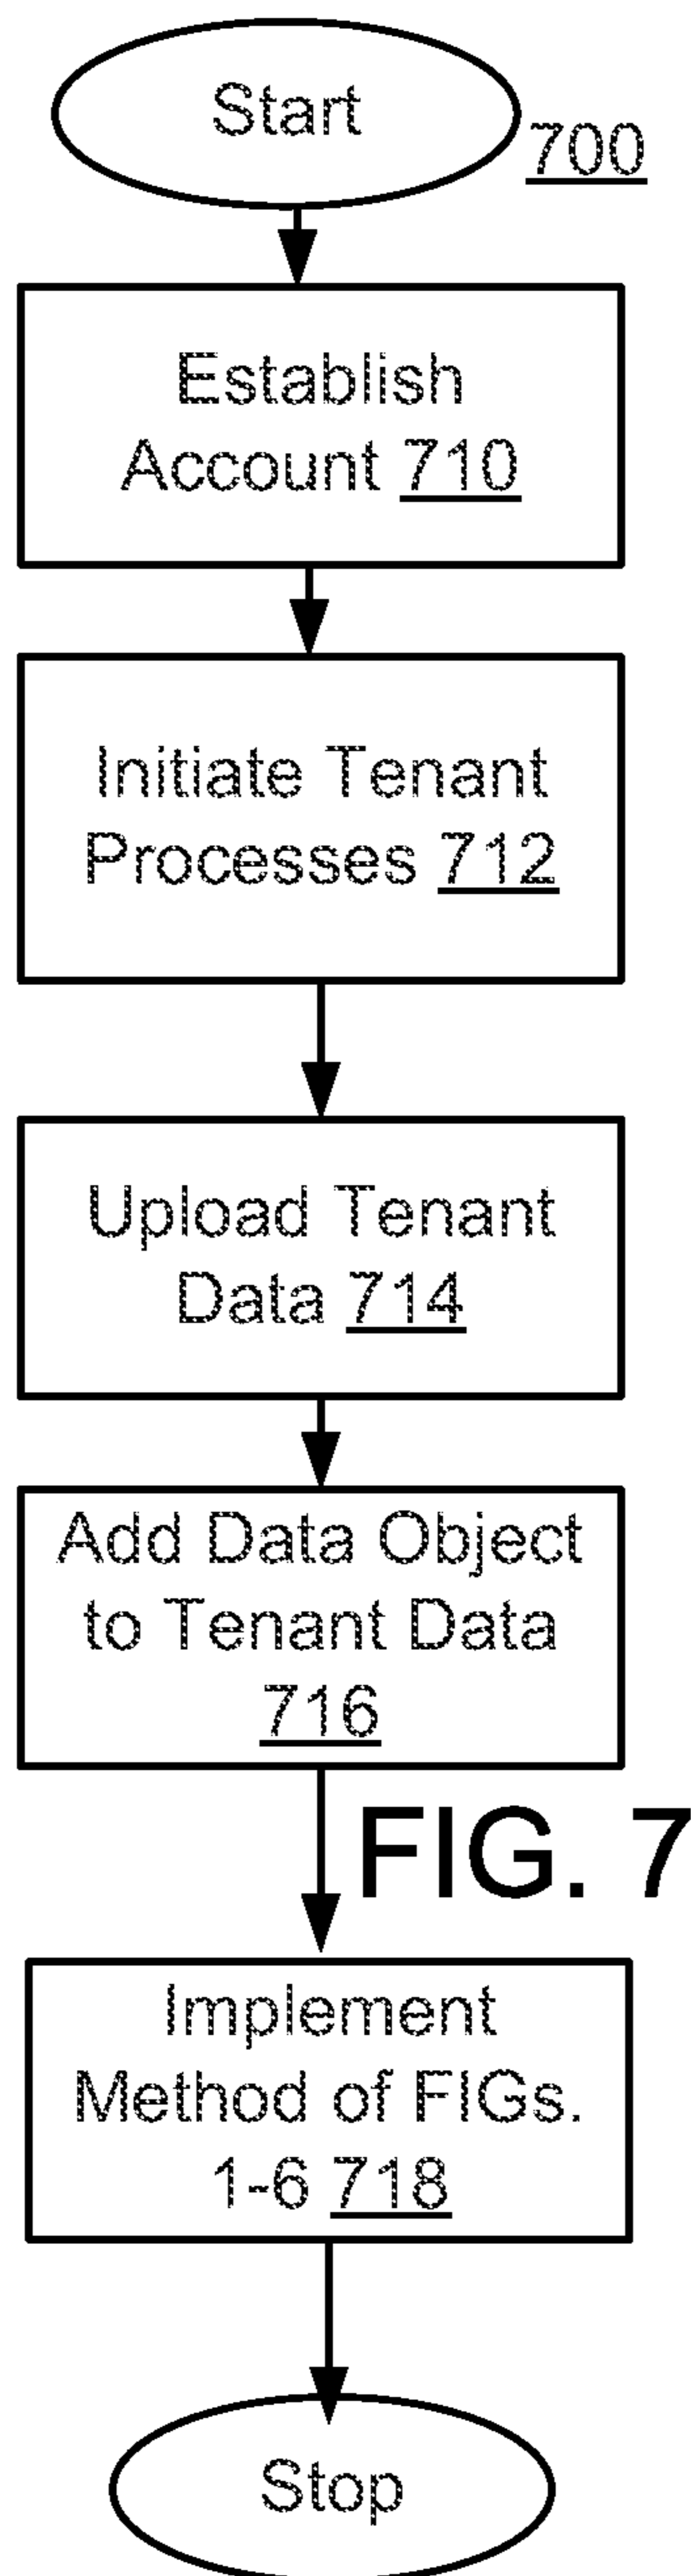 Start
700
Establish
Account 710
Initiate Tenant
Processes 712
Upload Tenant
Data 714
Add Data Object
to Tenant Data
716
FIG. 7
Implement
Method of FIGs.
1-6 718
Stop